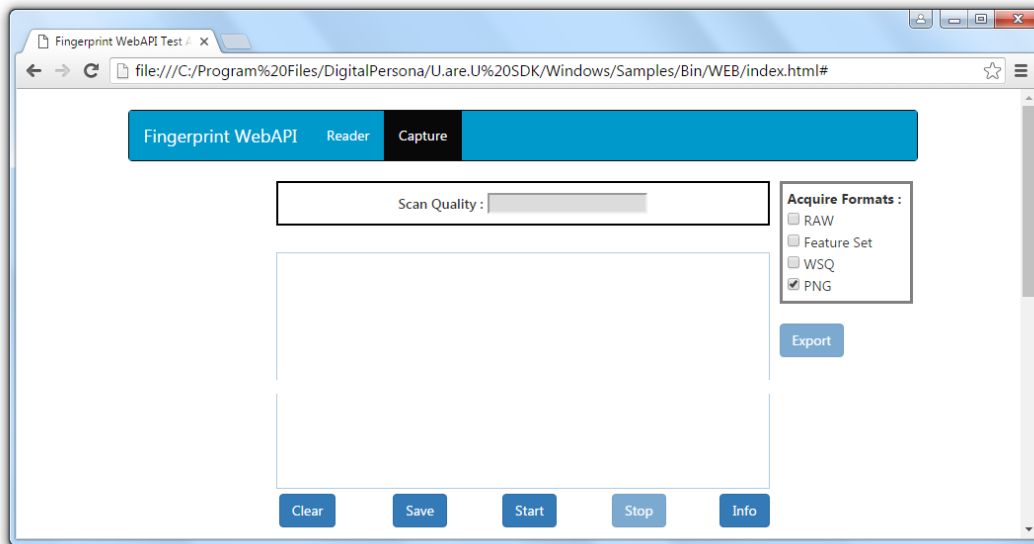 Fingerprint WebAPI Test A
file:///C:/Program%20Files/DigitalPersona/U.are.U%20SDK/Windows/Samples/Bin/WEB/index.html#
Fingerprint WebAPI Reader Capture
Scan Quality :
Acquire Formats :
RAW
Feature Set
WSQ
PNG
Export
Clear Save Start Stop Info